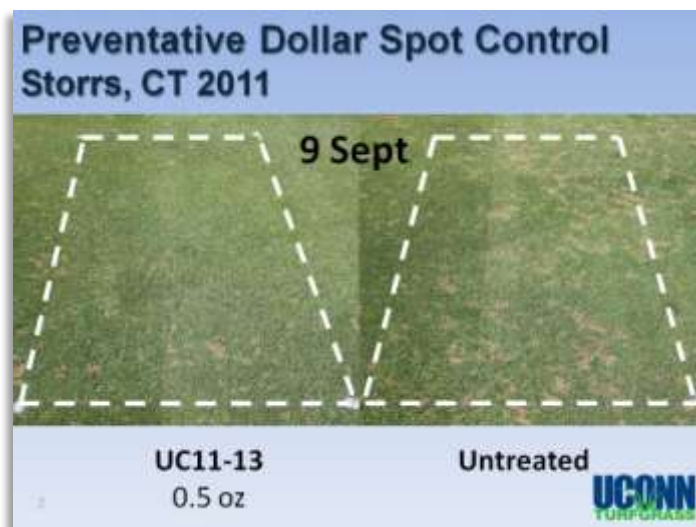 Preventative Dollar Spot Control
Storrs, CT 2011
9 Sept
UC11-13
0.5 oz
Untreated
UCONN
TURFGRASS